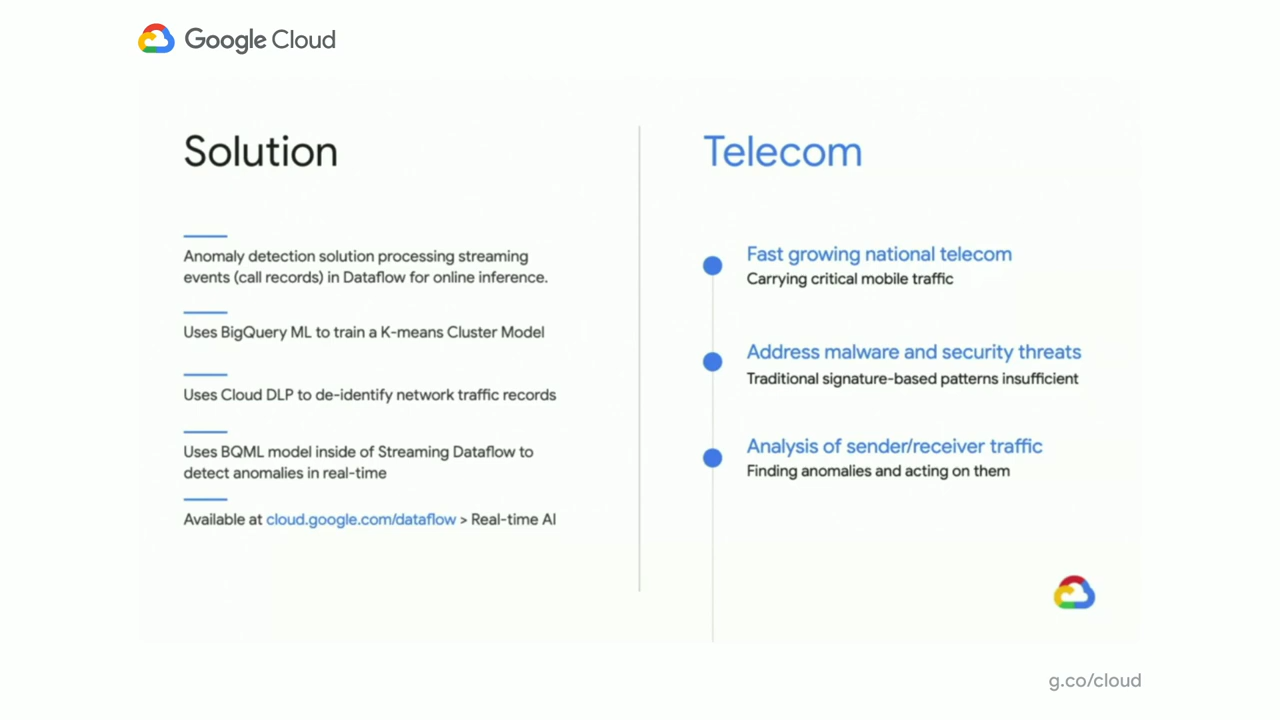 Google Cloud
Solution
Anomaly detection solution processing streaming
events (call records) in Dataflow for online inference.
Uses BigQuery ML to train a K-means Cluster Model
Uses Cloud DLP to de-identify network traffic records
Uses BQML model inside of Streaming Dataflow to
detect anomalies in real-time
Available at cloud.google.com/dataflow > Real-time AI
Telecom
Fast growing national telecom
Carrying critical mobile traffic
Address malware and security threats
Traditional signature-based patterns insufficient
Analysis of sender/receiver traffic
Finding anomalies and acting on them
g.co/cloud